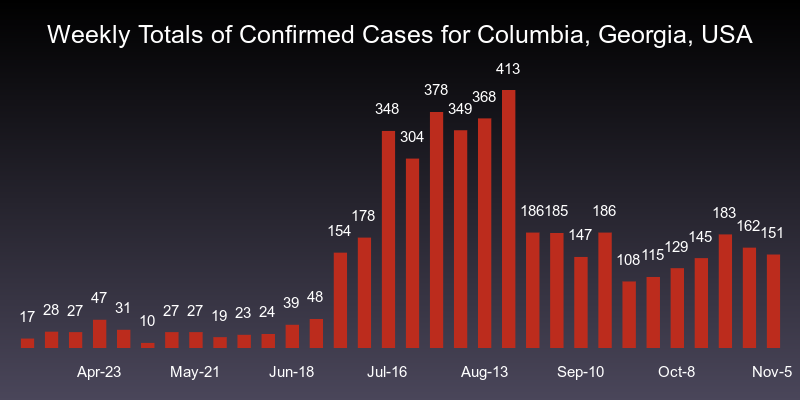 Weekly Totals of Confirmed Cases for Columbia, Georgia, USA
17 28 27 47 31 10 27 27 19 23 24 39 48 154 178 348 304 378 349 368 413 186 185 147 186 108 115 129 145 183 162 151
Apr-23 May-21 Jun-18 Jul-16 Aug-13 Sep-10 Oct-8 Nov-5